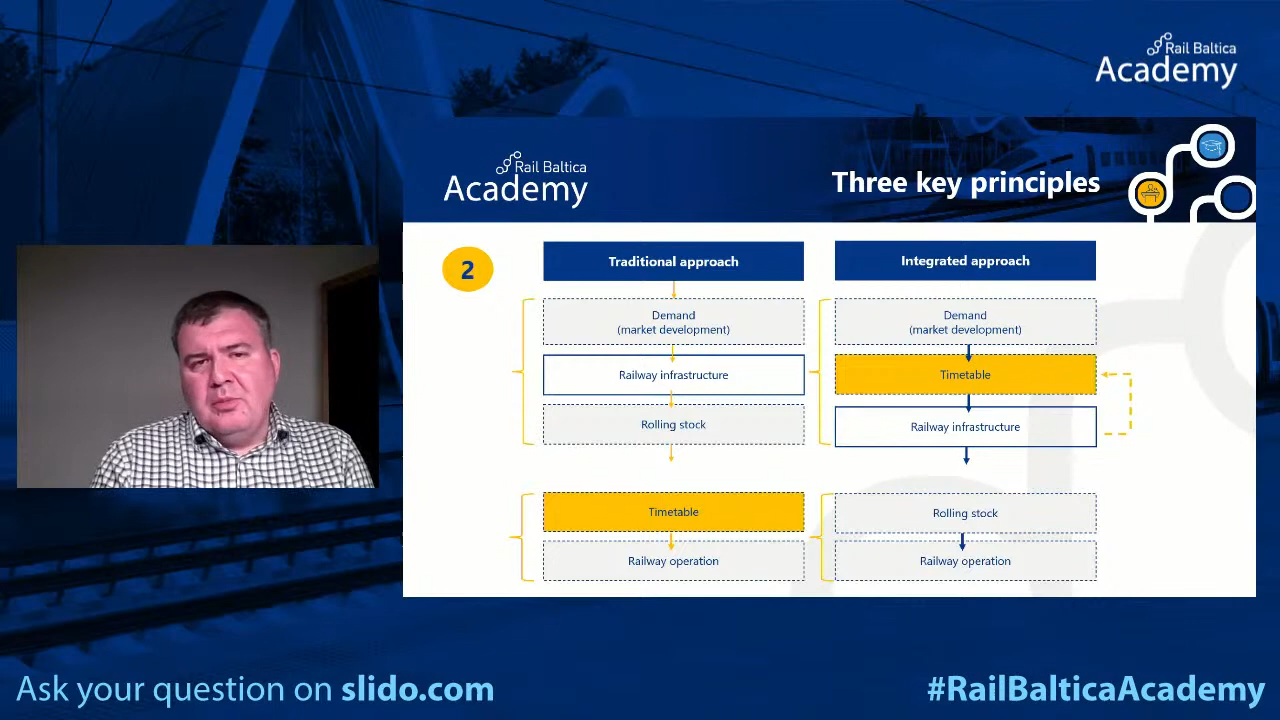 Rail Baltica
Academy
Rail Baltica
Academy
Three key principles
2
Traditional approach
Demand
(market development)
Railway infrastructure
Rolling stock
Timetable
Railway operation
Integrated approach
Demand
(market development)
Timetable
Railway infrastructure
Rolling stock
Railway operation
Ask your question on slido.com
#RailBalticaAcademy